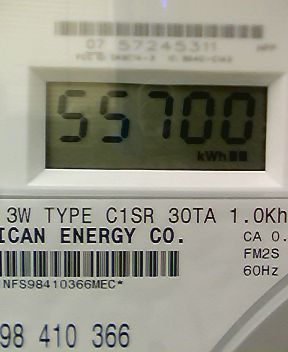 07 57245311
55700
kWh
3W TYPE C1SR 30TA 1.0Kh
ICAN ENERGY CO. CA 0.
FM2S
60Hz
NFS98410366MEC*
98 410 366